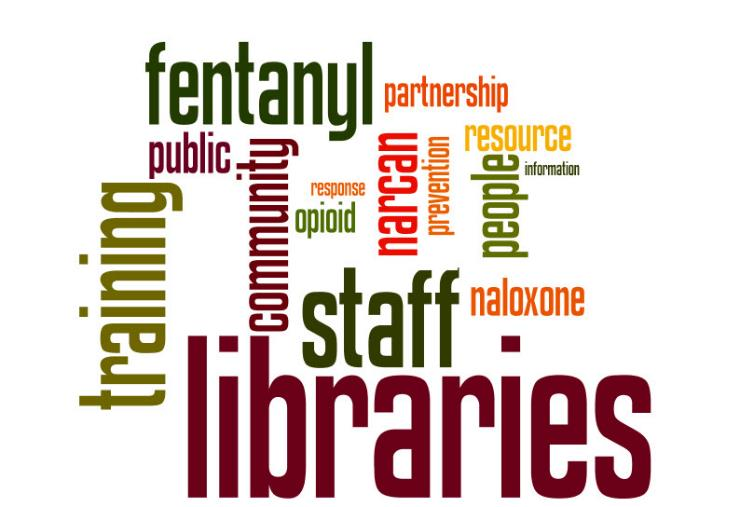 fentanyl
partnership
public
community
narcan
prevention
resource
people
information
response
opioid
training
staff
naloxone
libraries